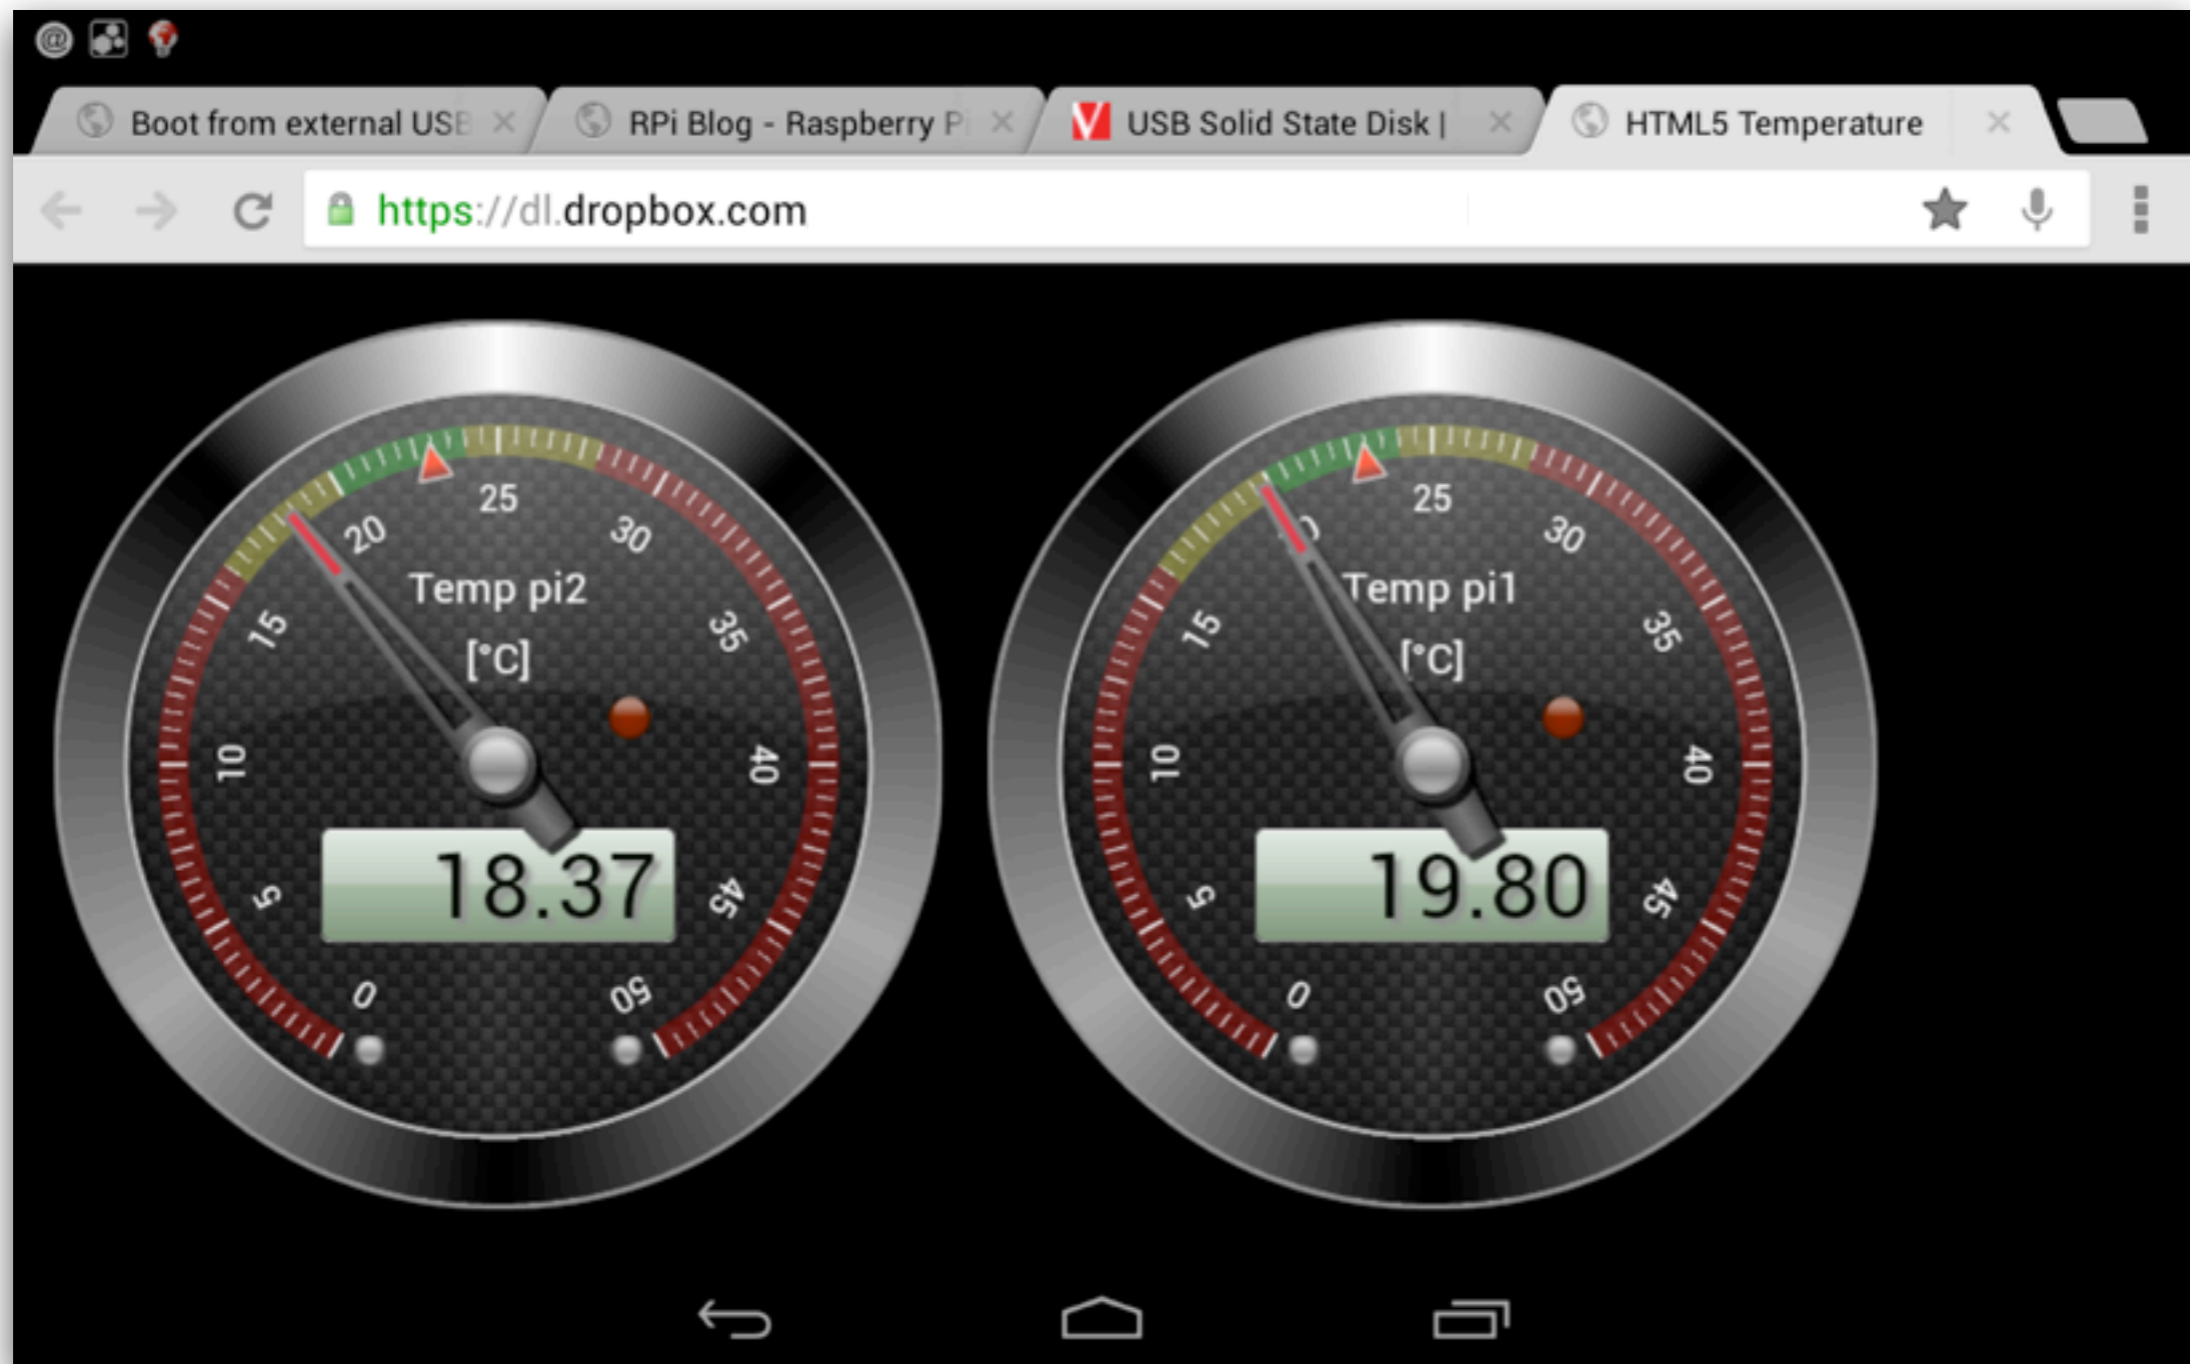 Boot from external USB
RPi Blog - Raspberry Pi
USB Solid State Disk |
HTML5 Temperature
https://dl.dropbox.com
0
5
10
15
20
25
30
35
40
45
50
Temp pi2
[°C]
18.37
0
5
10
15
25
30
35
40
45
50
Temp pi1
[°C]
19.80